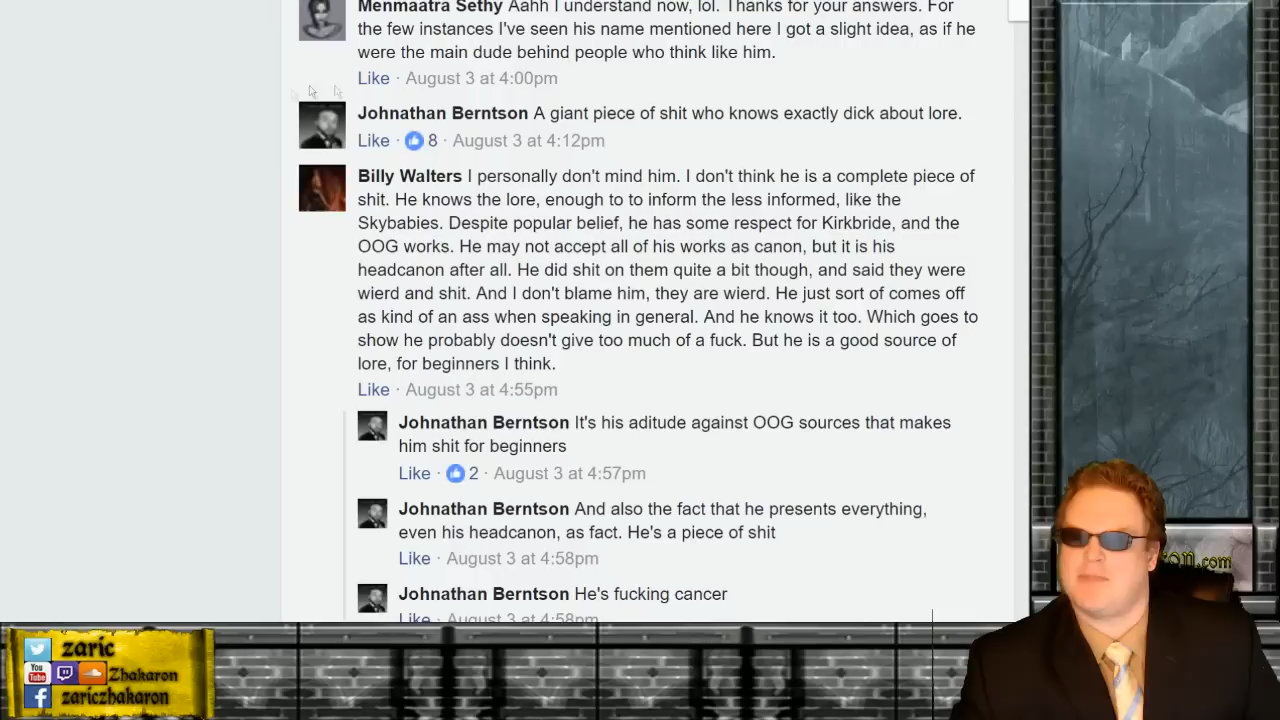 Menmaatra Sethy Aahh I understand now, lol. Thanks for your answers. For
the few instances I've seen his name mentioned here I got a slight idea, as if he
were the main dude behind people who think like him.
Like · August 3 at 4:00pm
Johnathan Berntson A giant piece of shit who knows exactly dick about lore.
Like · 8 · August 3 at 4:12pm
Billy Walters I personally don't mind him. I don't think he is a complete piece of
shit. He knows the lore, enough to to inform the less informed, like the
Skybabies. Despite popular belief, he has some respect for Kirkbride, and the
OOG works. He may not accept all of his works as canon, but it is his
headcanon after all. He did shit on them quite a bit though, and said they were
wierd and shit. And I don't blame him, they are wierd. He just sort of comes off
as kind of an ass when speaking in general. And he knows it too. Which goes to
show he probably doesn't give too much of a fuck. But he is a good source of
lore, for beginners I think.
Like · August 3 at 4:55pm
Johnathan Berntson It's his aditude against OOG sources that makes
him shit for beginners
Like · 2 · August 3 at 4:57pm
Johnathan Berntson And also the fact that he presents everything,
even his headcanon, as fact. He's a piece of shit
Like · August 3 at 4:58pm
Johnathan Berntson He's fucking cancer
Like · August 3 at 4:58pm
on.com
zaric
You Tube
Zhakaron
zariczhakaron